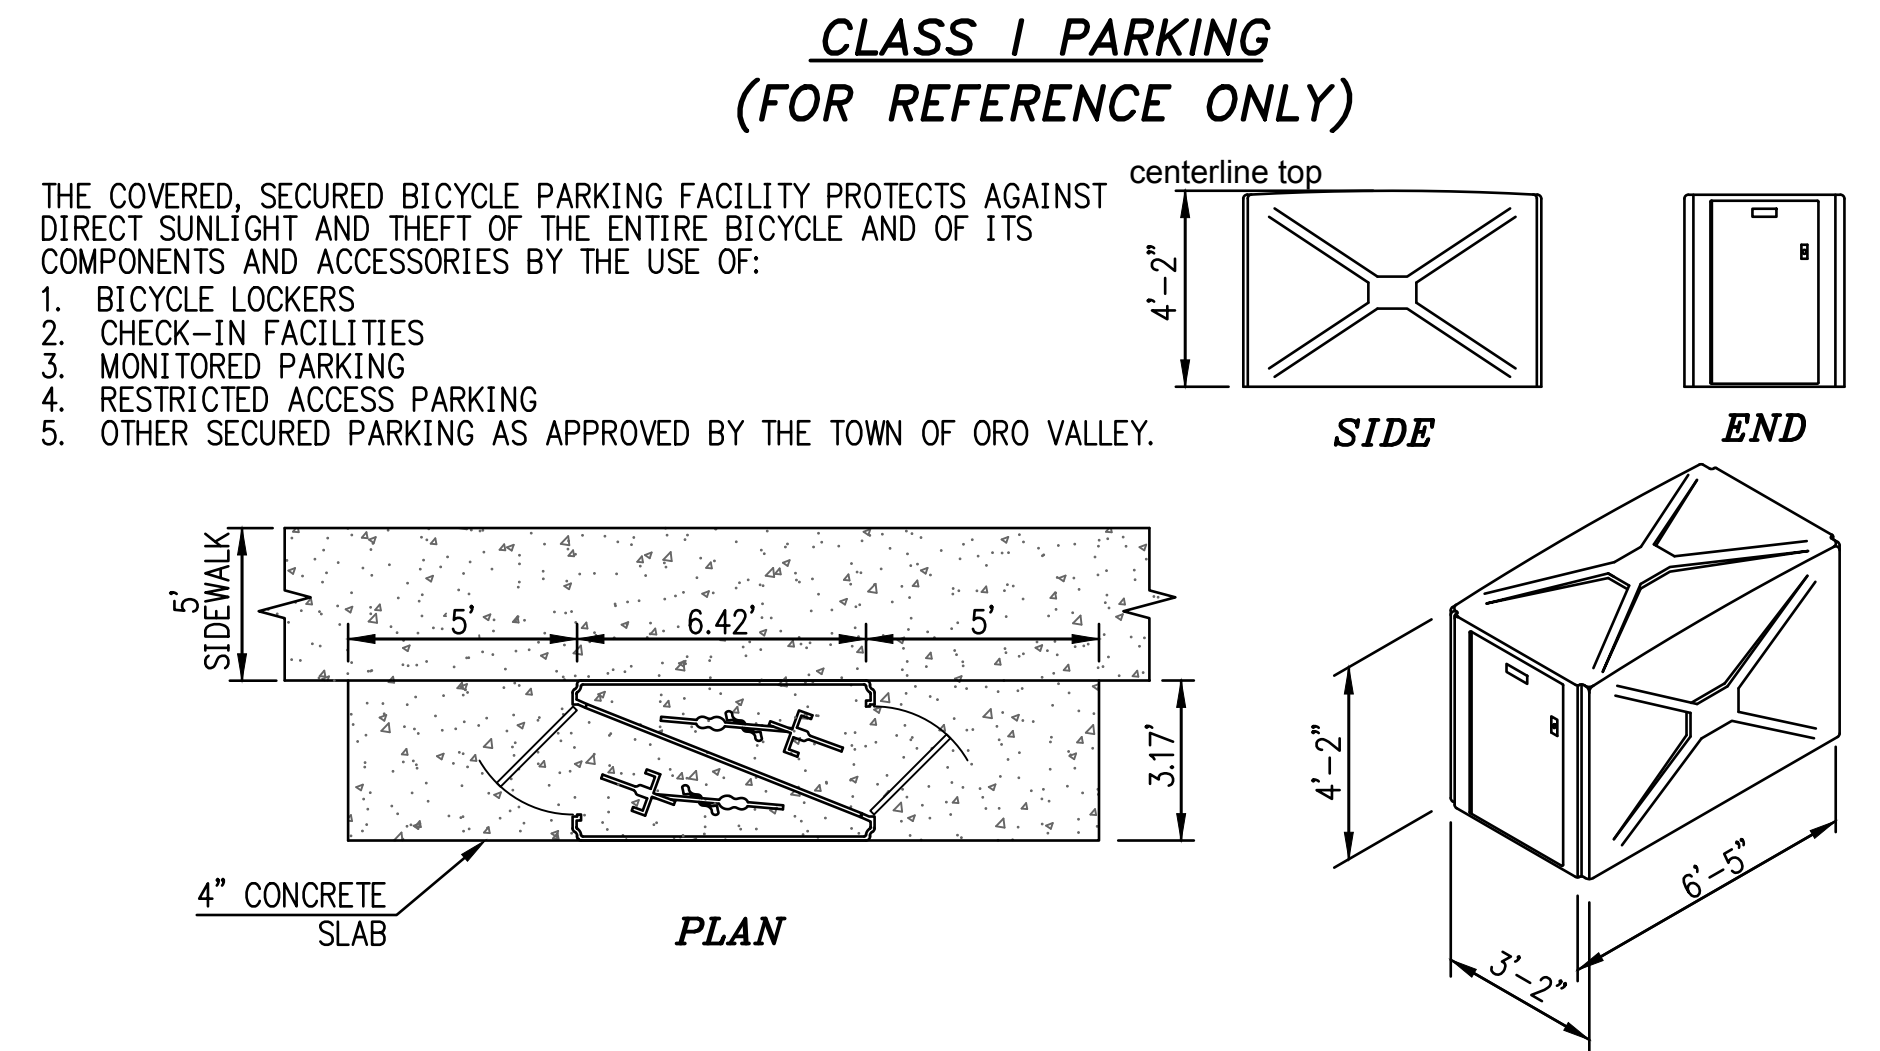 CLASS I PARKING
(FOR REFERENCE ONLY)
THE COVERED, SECURED BICYCLE PARKING FACILITY PROTECTS AGAINST
DIRECT SUNLIGHT AND THEFT OF THE ENTIRE BICYCLE AND OF ITS
COMPONENTS AND ACCESSORIES BY THE USE OF:
1. BICYCLE LOCKERS
2. CHECK-IN FACILITIES
3. MONITORED PARKING
4. RESTRICTED ACCESS PARKING
5. OTHER SECURED PARKING AS APPROVED BY THE TOWN OF ORO VALLEY.
centerline top
4'-2"
SIDE
END
5'
SIDEWALK
5'
6.42'
5'
3.17'
4" CONCRETE
SLAB
PLAN
4'-2"
6'-5"
3'-2"